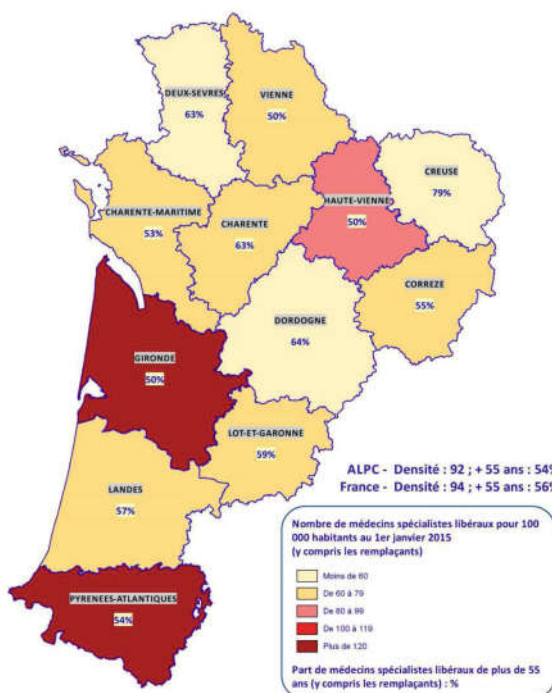 DEUX-SEVRES
63%
VIENNE
50%
CREUSE
79%
HAUTE-VIENNE
50%
CHARENTE-MARITIME
53%
CHARENTE
63%
CORREZE
55%
DORDOGNE
64%
GIRONDE
50%
LOT-ET-GARONNE
59%
ALPC - Densité : 92 ; + 55 ans : 54%
France - Densité : 94 ; + 55 ans : 56%
LANDES
57%
PYRENEES-ATLANTIQUES
54%
Nombre de médecins spécialistes libéraux pour 100
000 habitants au 1er janvier 2015
(y compris les remplaçants)
Moins de 60
De 60 à 79
De 80 à 99
De 100 à 119
Plus de 120
Part de médecins spécialistes libéraux de plus de 55
ans (y compris les remplaçants) : %